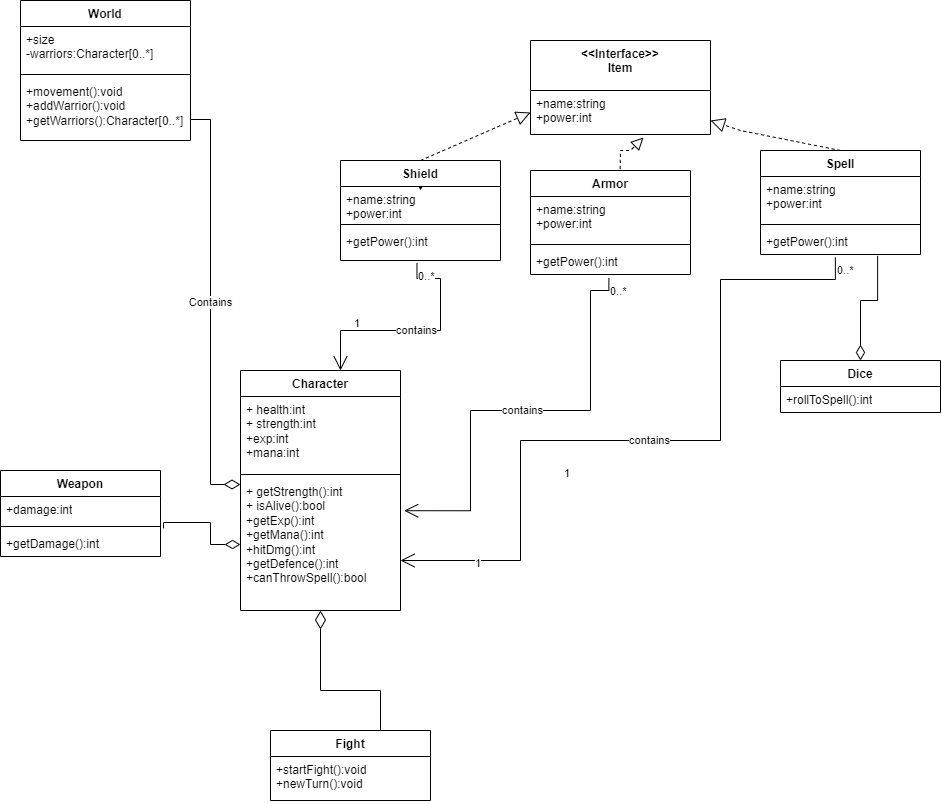 World
+size
-warriors:Character[0..*]
+movement():void
+addWarrior():void
+getWarriors():Character[0..*]
<<Interface>>
Item
+name:string
+power:int
Shield
+name:string
+power:int
+getPower():int
Armor
+name:string
+power:int
+getPower():int
Spell
+name:string
+power:int
+getPower():int
0..*
0..*
0..*
Contains
1
contains
Dice
+rollToSpell():int
Character
+ health:int
+ strength:int
+exp:int
+mana:int
+ getStrength():int
+ isAlive():bool
+getExp():int
+getMana():int
+hitDmg():int
+getDefence():int
+canThrowSpell():bool
contains
contains
1
1
Weapon
+damage:int
+getDamage():int
Fight
+startFight():void
+newTurn():void